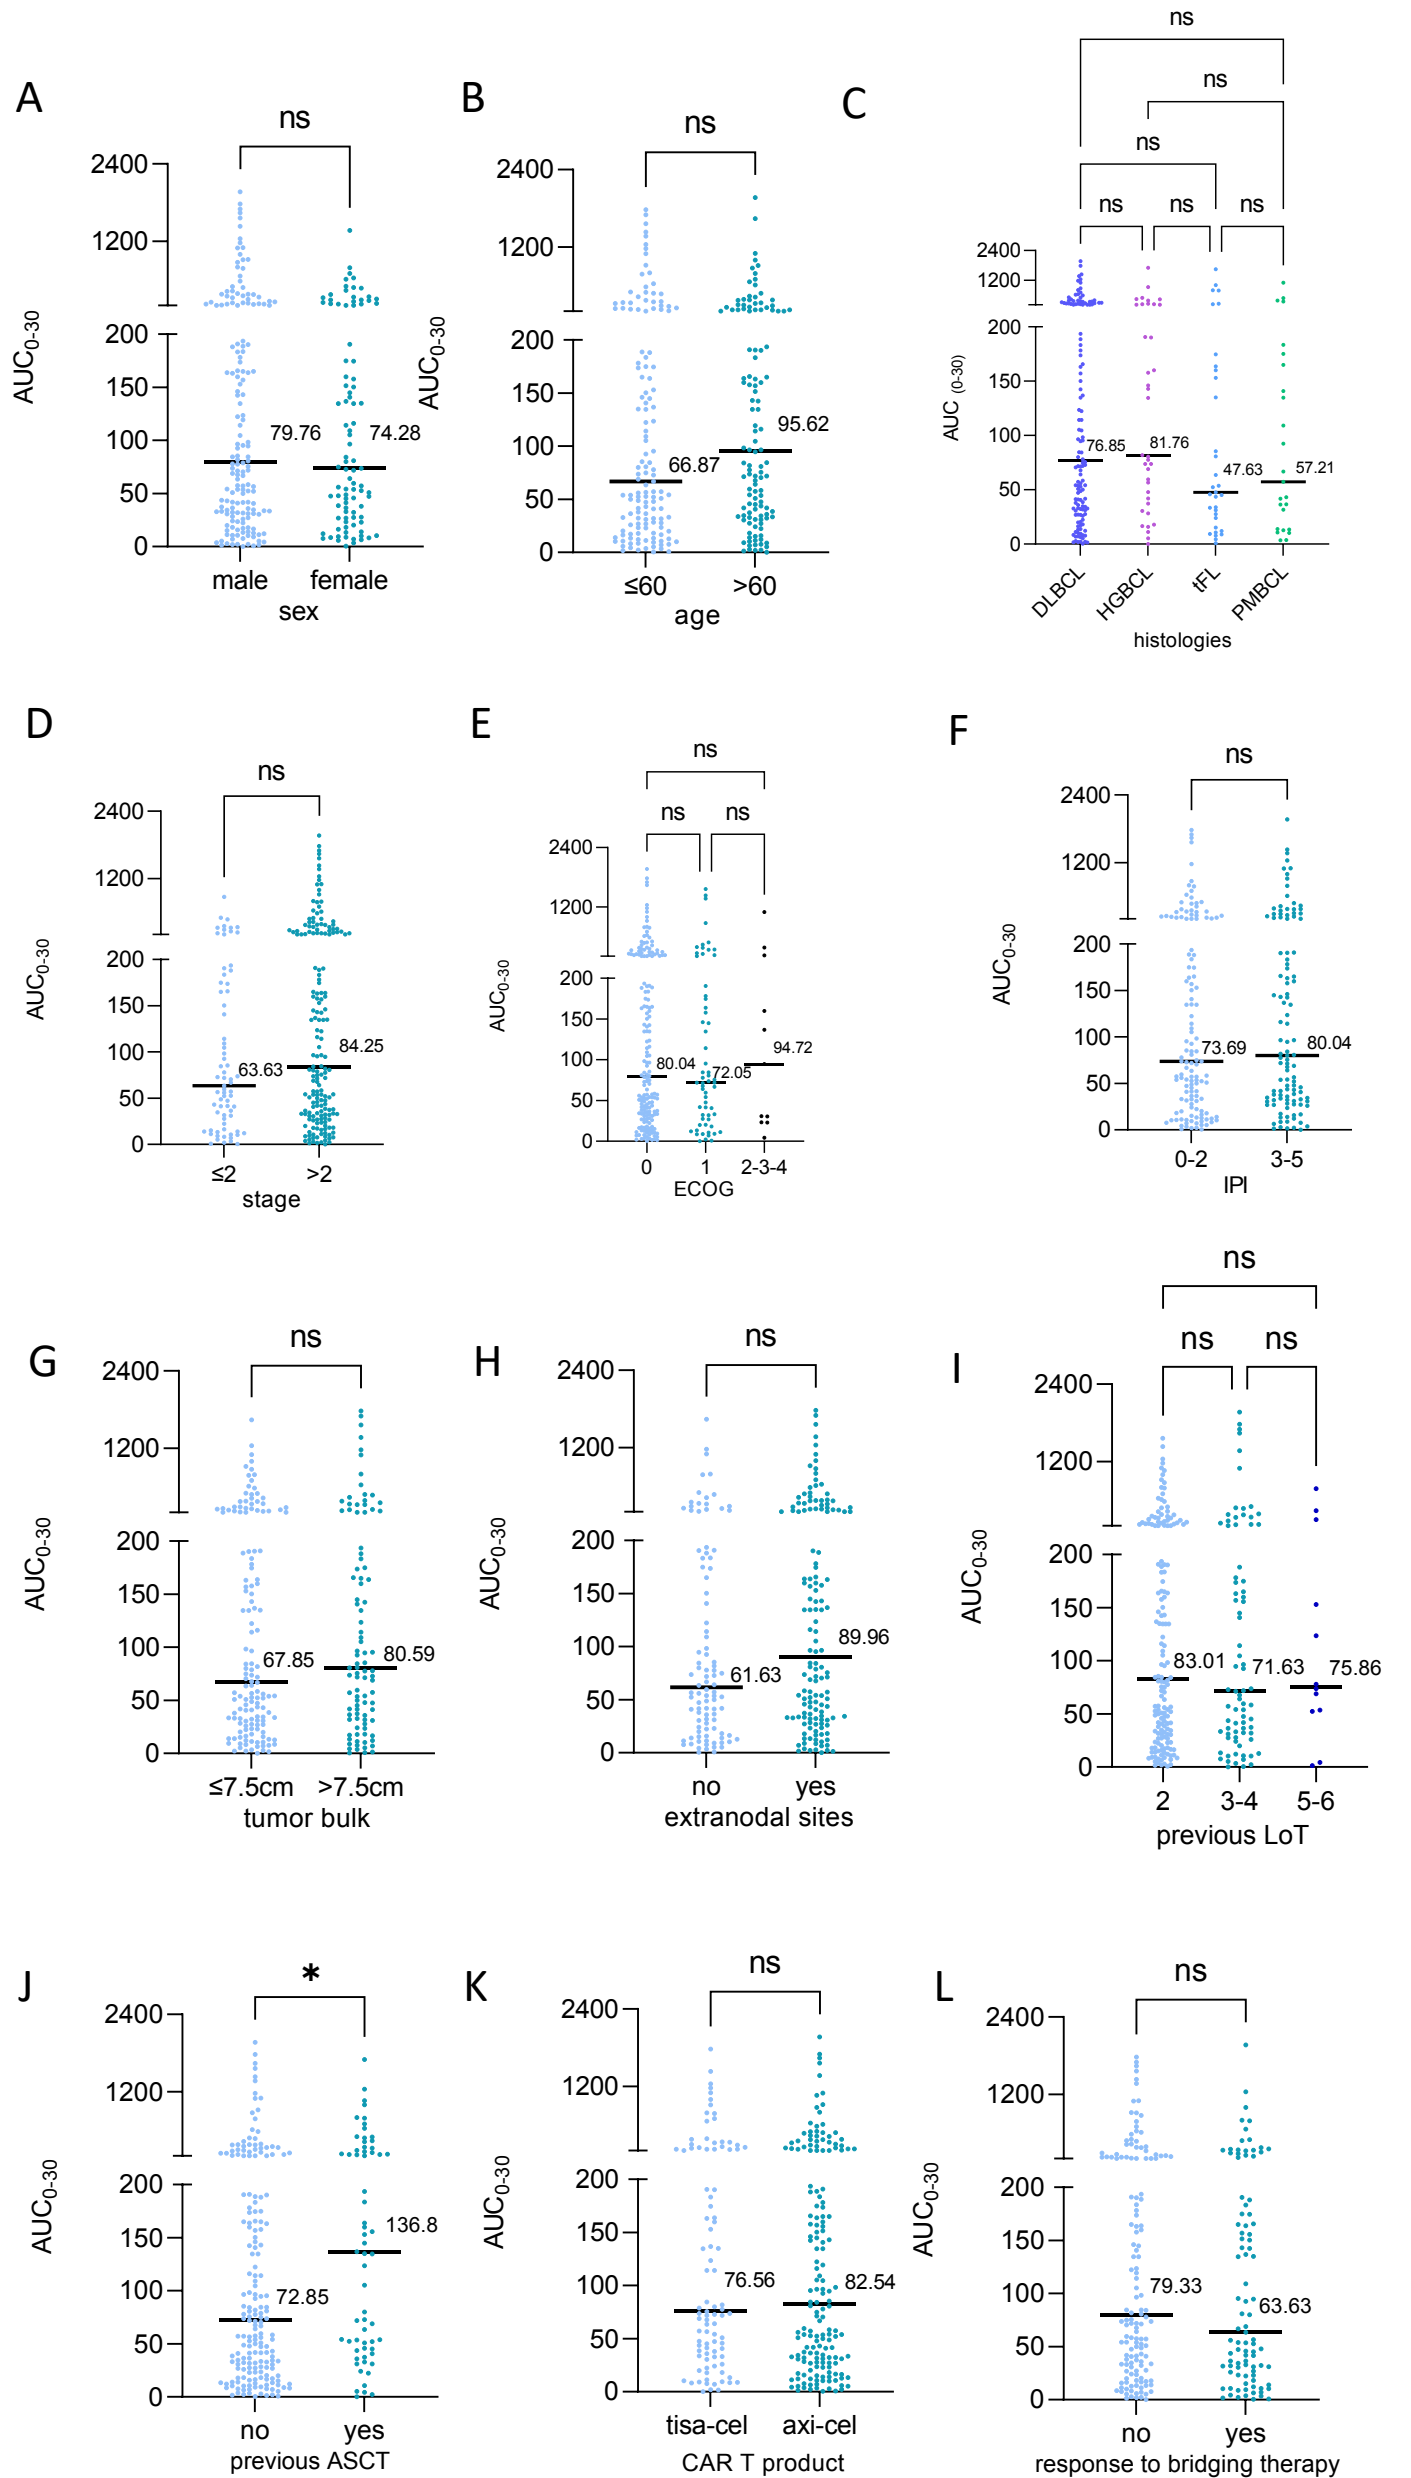 A
ns
2400
1200
200
150
100
50
0
AUC0-30
79.76
74.28
male
female
sex
B
ns
2400
1200
200
150
100
50
0
AUC0-30
66.87
95.62
≤60
>60
age
C
ns
ns
ns
ns
ns
ns
2400
1200
200
150
100
50
0
AUC (0-30)
76.85
81.76
47.63
57.21
DLBCL
HGBCL
tFL
PMBCL
histologies
D
ns
2400
1200
200
150
100
50
0
AUC0-30
63.63
84.25
≤2
>2
stage
E
ns
ns
ns
2400
1200
200
150
100
50
0
AUC0-30
80.04
72.05
94.72
0
1
2-3-4
ECOG
F
ns
2400
1200
200
150
100
50
0
AUC0-30
73.69
80.04
0-2
3-5
IPI
G
ns
2400
1200
200
150
100
50
0
AUC0-30
67.85
80.59
≤7.5cm
>7.5cm
tumor bulk
H
ns
2400
1200
200
150
100
50
0
AUC0-30
61.63
89.96
no
yes
extranodal sites
I
ns
ns
ns
2400
1200
200
150
100
50
0
AUC0-30
83.01
71.63
75.86
2
3-4
5-6
previous LoT
J
*
2400
1200
200
150
100
50
0
AUC0-30
72.85
136.8
no
yes
previous ASCT
K
ns
2400
1200
200
150
100
50
0
AUC0-30
76.56
82.54
tisa-cel
axi-cel
CAR T product
L
ns
2400
1200
200
150
100
50
0
AUC0-30
79.33
63.63
no
yes
response to bridging therapy